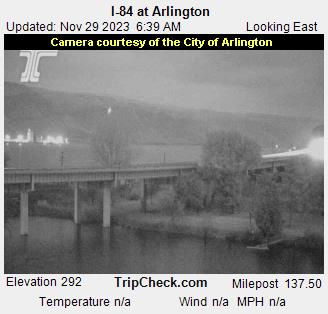 I-84 at Arlington
Updated: Nov 29 2023 6:39 AM Looking East
Camera courtesy of the City of Arlington
Elevation 292 TripCheck.com Milepost 137.50
Temperature n/a Wind n/a MPH n/a